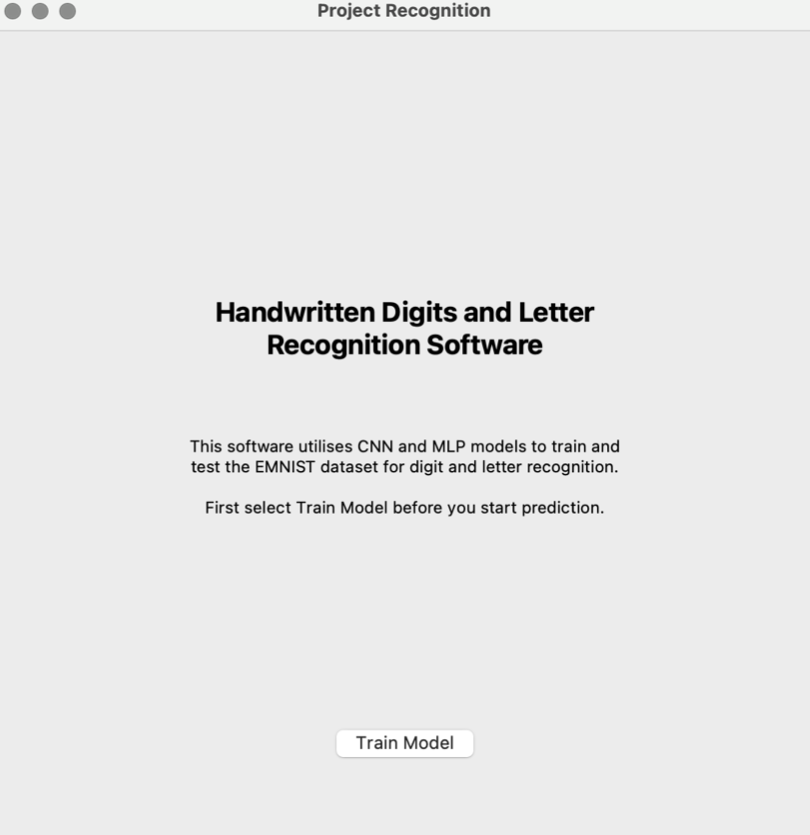 Project Recognition
Handwritten Digits and Letter
Recognition Software
This software utilises CNN and MLP models to train and
test the EMNIST dataset for digit and letter recognition.
First select Train Model before you start prediction.
Train Model